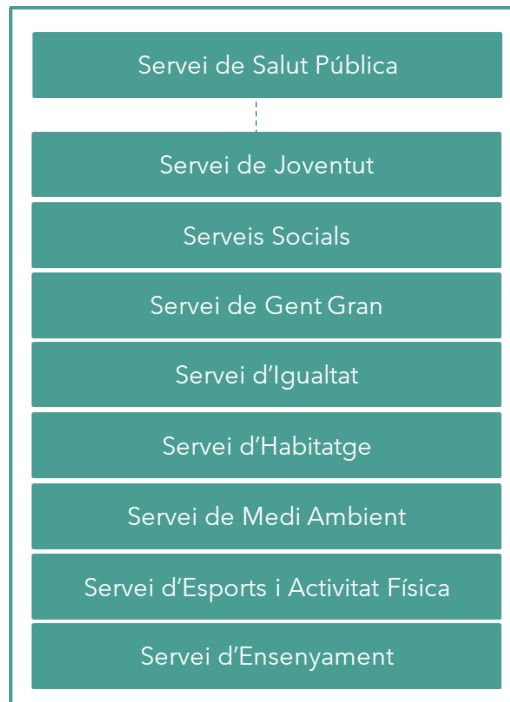 Servei de Salut Pública
Servei de Joventut
Serveis Socials
Servei de Gent Gran
Servei d’Igualtat
Servei d’Habitatge
Servei de Medi Ambient
Servei d’Esports i Activitat Física
Servei d’Ensenyament